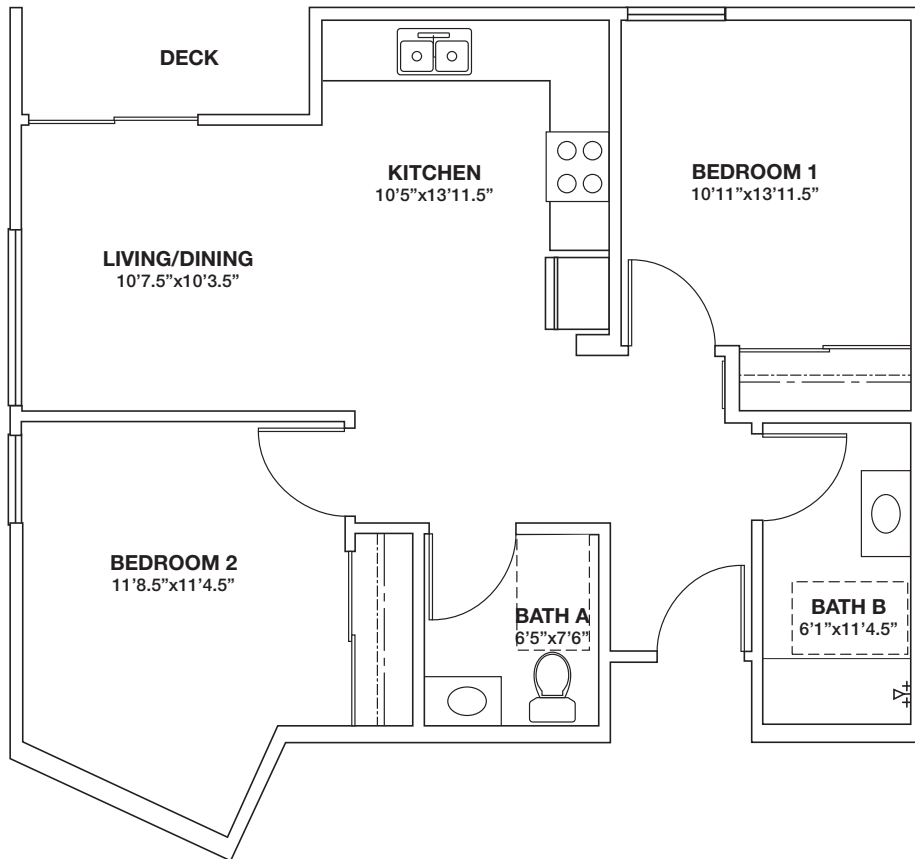 DECK
KITCHEN
10’5”x13’11.5”
BEDROOM 1
10’11”x13’11.5”
LIVING/DINING
10’7.5”x10’3.5”
BEDROOM 2
11’8.5”x11’4.5”
BATH A
6’5”x7’6”
BATH B
6’1”x11’4.5”